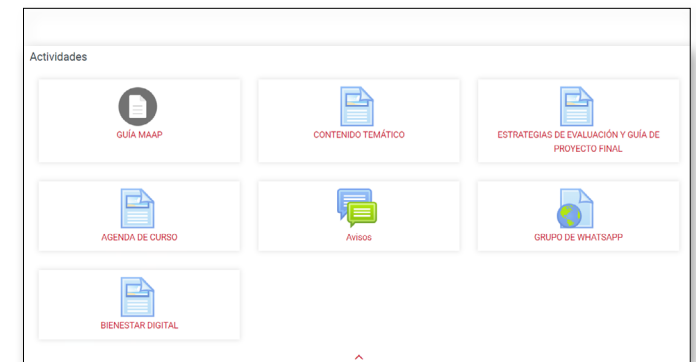 Actividades
GUÍA MAAP
CONTENIDO TEMÁTICO
ESTRATEGIAS DE EVALUACIÓN Y GUÍA DE
PROYECTO FINAL
AGENDA DE CURSO
Avisos
GRUPO DE WHATSAPP
BIENESTAR DIGITAL